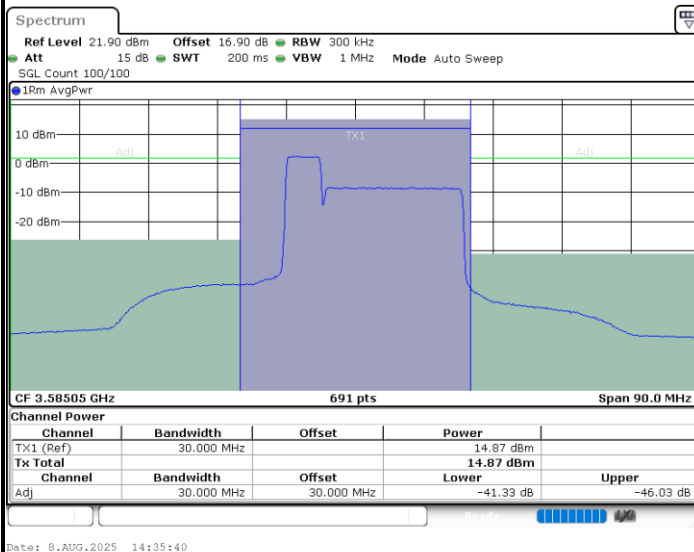 Spectrum
Ref Level 21.90 dBm Offset 16.90 dB RBW 300 kHz
Att 15 dB SWT 200 ms VBW 1 MHz Mode Auto Sweep
SGL Count 100/100
1Rm AvgPwr
10 dBm
TX1
Adj Adj
0 dBm
-10 dBm
-20 dBm
CF 3.58505 GHz 691 pts Span 90.0 MHz
Channel Power
Channel Bandwidth Offset Power
TX1 (Ref) 30.000 MHz 14.87 dBm
Tx Total 14.87 dBm
Channel Bandwidth Offset Lower Upper
Adj 30.000 MHz 30.000 MHz -41.33 dB -46.03 dB
Ready
Date: 8.AUG.2025 14:35:40